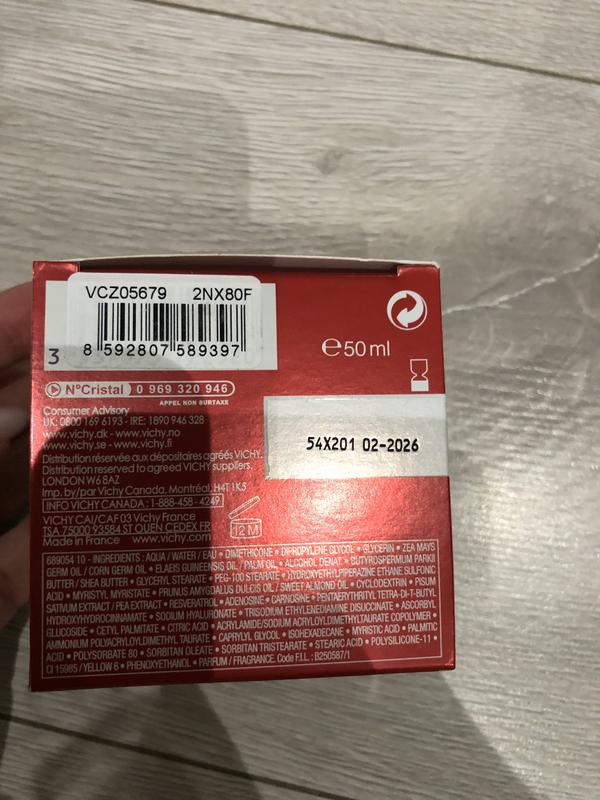 VCZ05679 2NX80F
3 8 592807 589397
℮50 ml
N°Cristal 0 969 320 946
APPEL NON SURTAXE
54X201 02-2026
Consumer Advisory
UK: 0800 169 6193 - IRE: 1890 946 328
www.vichy.dk - www.vichy.no
www.vichy.se - www.vichy.fi
Distribution réservée aux dépositaires agréés VICHY.
Distribution reserved to agreed VICHY suppliers.
LONDON W6 8AZ
Imp. by/par Vichy Canada, Montréal, H4T 1K5
INFO VICHY CANADA : 1-888-458-4249
VICHY CAI/CAF 03 Vichy France
TSA 75000 93584 ST OUEN CEDEX FR
Made in France www.vichy.com
12 M
689054 10 - INGREDIENTS : AQUA / WATER / EAU • DIMETHICONE • DIPROPYLENE GLYCOL • GLYCERIN • ZEA MAYS
GERM OIL / CORN GERM OIL • ELAEIS GUINEENSIS OIL / PALM OIL • ALCOHOL DENAT. • BUTYROSPERMUM PARKII
BUTTER / SHEA BUTTER • GLYCERYL STEARATE • PEG-100 STEARATE • HYDROXYETHYLPIPERAZINE ETHANE SULFONIC
ACID • MYRISTYL MYRISTATE • PRUNUS AMYGDALUS DULCIS OIL / SWEET ALMOND OIL • CYCLODEXTRIN • PISUM
SATIVUM EXTRACT / PEA EXTRACT • RESVERATROL • ADENOSINE • CARNOSINE • PENTAERYTHRITYL TETRA-DI-T-BUTYL
HYDROXYHYDROCINNAMATE • SODIUM HYALURONATE • TRISODIUM ETHYLENEDIAMINE DISUCCINATE • ASCORBYL
GLUCOSIDE • CETYL PALMITATE • CITRIC ACID • ACRYLAMIDE/SODIUM ACRYLOYLDIMETHYLTAURATE COPOLYMER •
AMMONIUM POLYACRYLOYLDIMETHYL TAURATE • CAPRYLYL GLYCOL • ISOHEXADECANE • MYRISTIC ACID • PALMITIC
ACID • POLYSORBATE 80 • SORBITAN OLEATE • SORBITAN TRISTEARATE • STEARIC ACID • POLYSILICONE-11 •
CI 15985 / YELLOW 6 • PHENOXYETHANOL • PARFUM / FRAGRANCE. Code F.I.L. : B250587/1